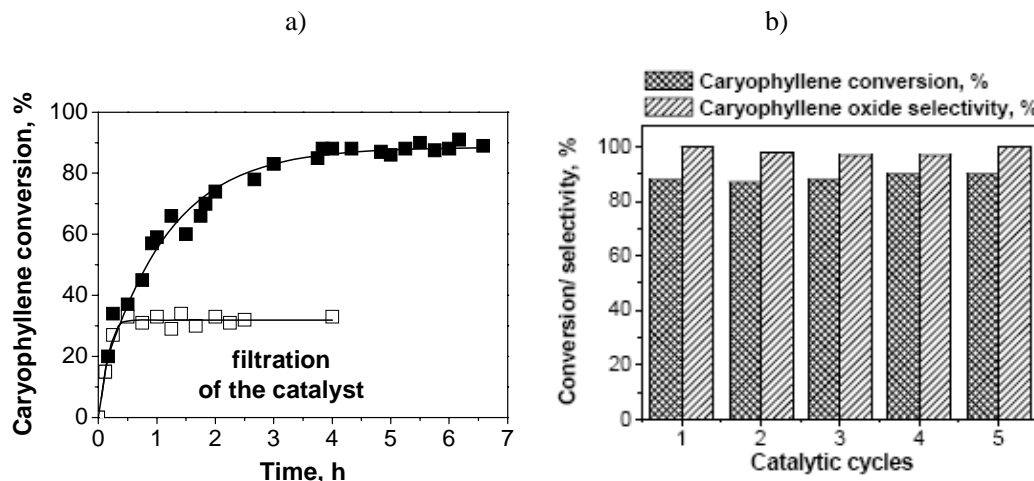 a)
b)
Caryophyllene conversion, %
100
80
60
40
20
0
filtration
of the catalyst
0 1 2 3 4 5 6 7
Time, h
Caryophyllene conversion, %
Caryophyllene oxide selectivity, %
Conversion/ selectivity, %
100
80
60
40
20
0
1 2 3 4 5
Catalytic cycles